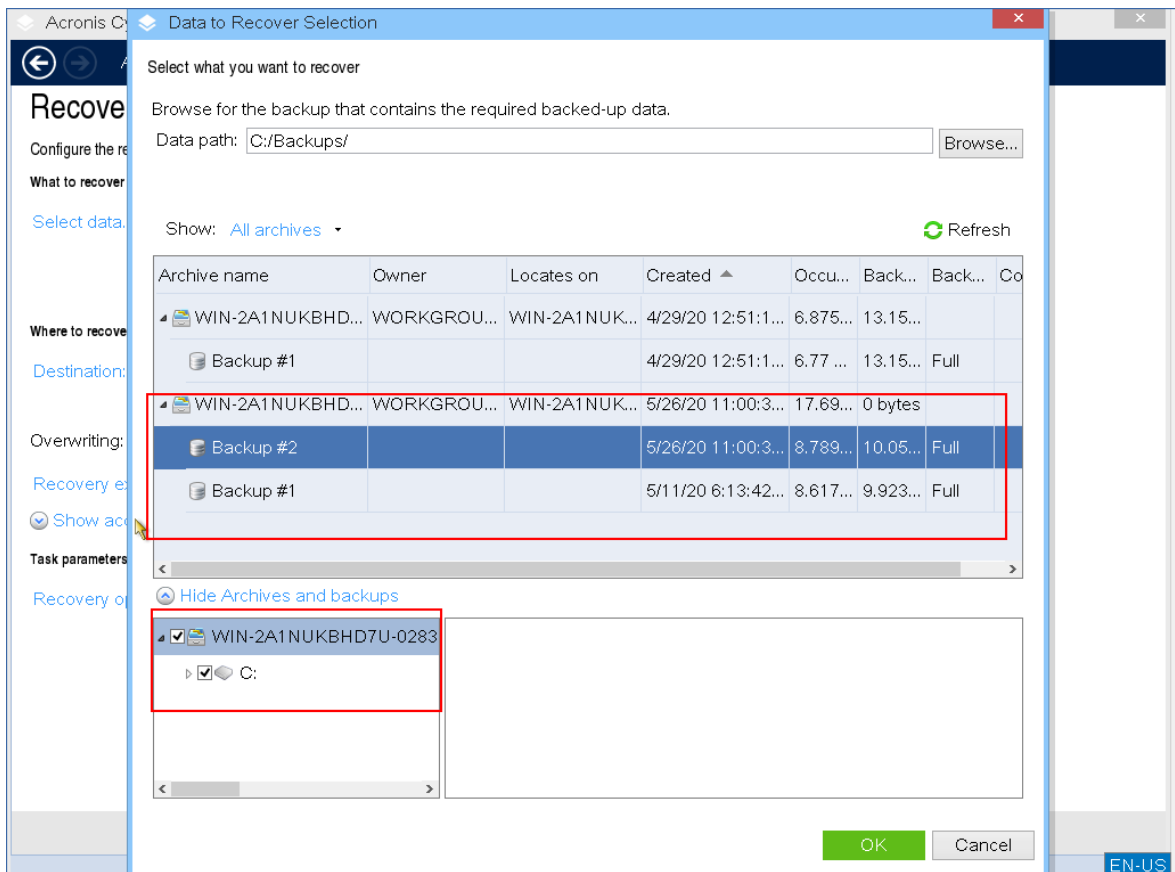 Acronis Cy
Data to Recover Selection
Select what you want to recover
Recove
Browse for the backup that contains the required backed-up data.
Configure the re
Data path: C:/Backups/ Browse...
What to recover
Select data.
Show: All archives Refresh
Archive name Owner Locates on Created Occu... Back... Back... Co
WIN-2A1NUKBHD... WORKGROU... WIN-2A1NUK... 4/29/20 12:51:1... 6.875... 13.15...
Where to recove
Backup #1 4/29/20 12:51:1... 6.77 ... 13.15... Full
Destination:
WIN-2A1NUKBHD... WORKGROU... WIN-2A1NUK... 5/26/20 11:00:3... 17.69... 0 bytes
Overwriting:
Backup #2 5/26/20 11:00:3... 8.789... 10.05... Full
Recovery ex
Backup #1 5/11/20 6:13:42... 8.617... 9.923... Full
Show acc
Task parameters
Hide Archives and backups
Recovery op
WIN-2A1NUKBHD7U-0283
C:
OK Cancel
EN-US